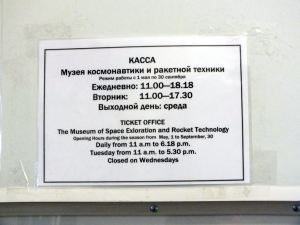 КАССА
Музея космонавтики и ракетной техники
Режим работы с 1 мая по 30 сентября
Ежедневно: 11.00—18.18
Вторник: 11.00—17.30
Выходной день: среда
TICKET OFFICE
The Museum of Space Exloration and Rocket Technology
Opening Hours during the season from May, 1 to September, 30
Daily from 11 a.m to 6.18 p.m.
Tuesday from 11 a.m to 5.30 p.m.
Closed on Wednesdays